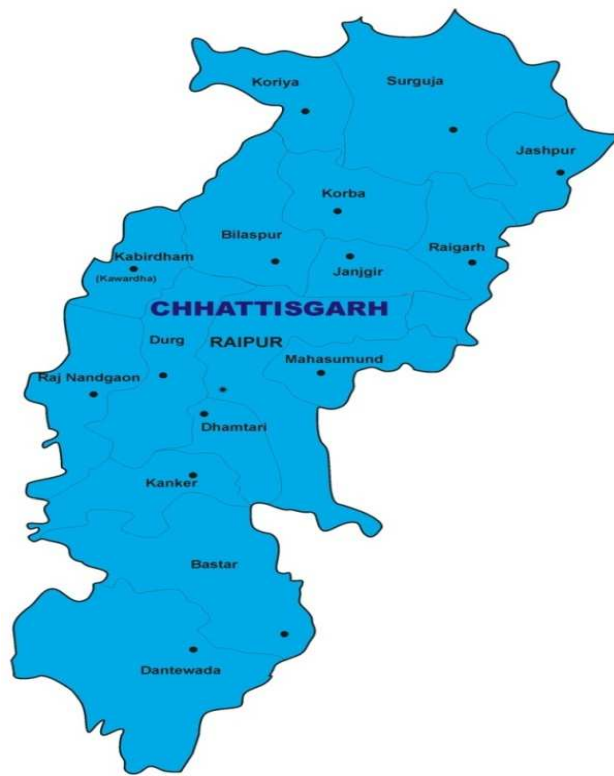 Koriya
Surguja
Jashpur
Korba
Bilaspur
Kabirdham
(Kawardha)
Janjgir
Raigarh
CHHATTISGARH
Durg
RAIPUR
Mahasumund
Raj Nandgaon
Dhamtari
Kanker
Bastar
Dantewada